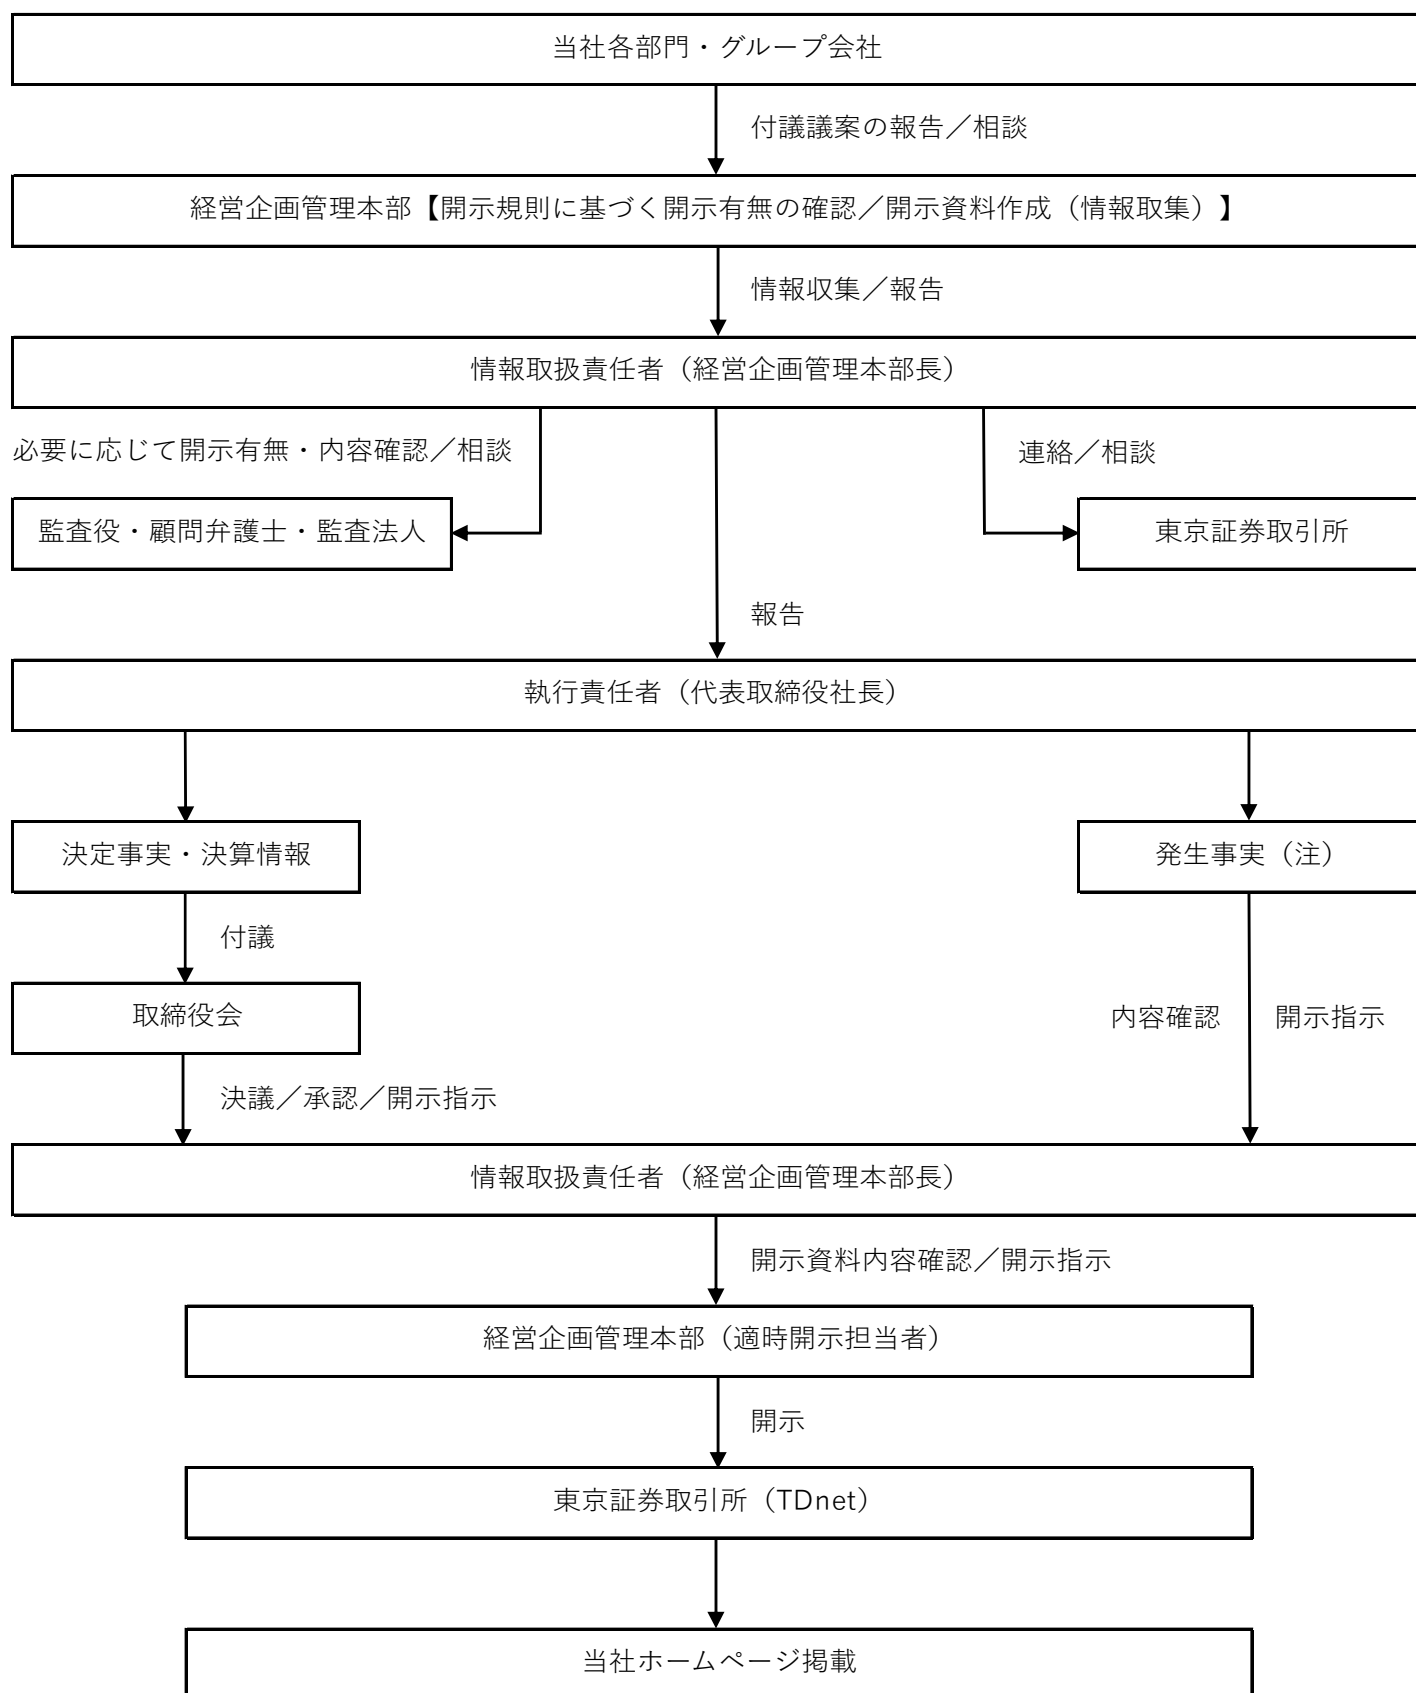 当社各部門・グループ会社
付議議案の報告／相談
経営企画管理本部【開示規則に基づく開示有無の確認／開示資料作成（情報取集）】
情報収集／報告
情報取扱責任者（経営企画管理本部長）
必要に応じて開示有無・内容確認／相談
連絡／相談
監査役・顧問弁護士・監査法人
東京証券取引所
報告
執行責任者（代表取締役社長）
決定事実・決算情報
発生事実（注）
付議
取締役会
内容確認
開示指示
決議／承認／開示指示
情報取扱責任者（経営企画管理本部長）
開示資料内容確認／開示指示
経営企画管理本部（適時開示担当者）
開示
東京証券取引所（TDnet）
当社ホームページ掲載